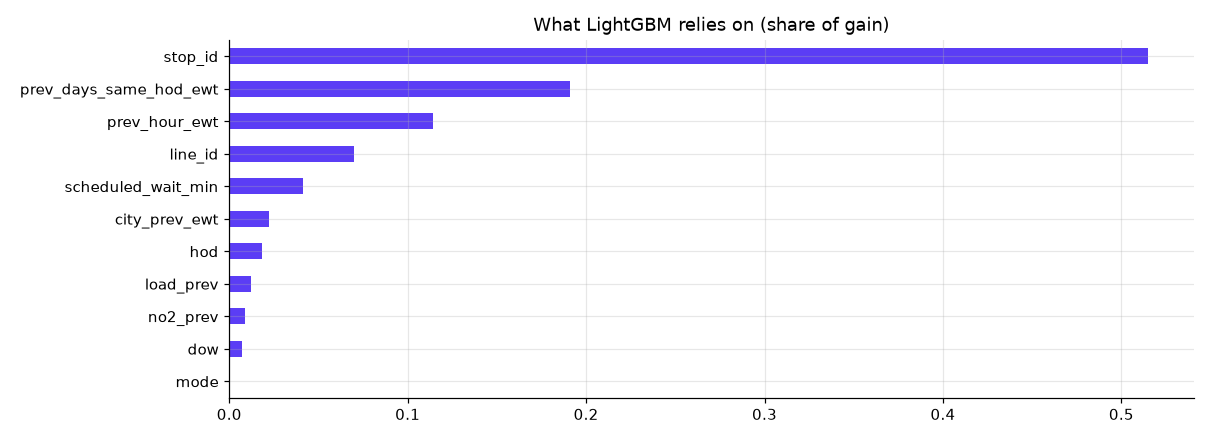 What LightGBM relies on (share of gain)
stop_id
prev_days_same_hod_ewt
prev_hour_ewt
line_id
scheduled_wait_min
city_prev_ewt
hod
load_prev
no2_prev
dow
mode
0.0 0.1 0.2 0.3 0.4 0.5